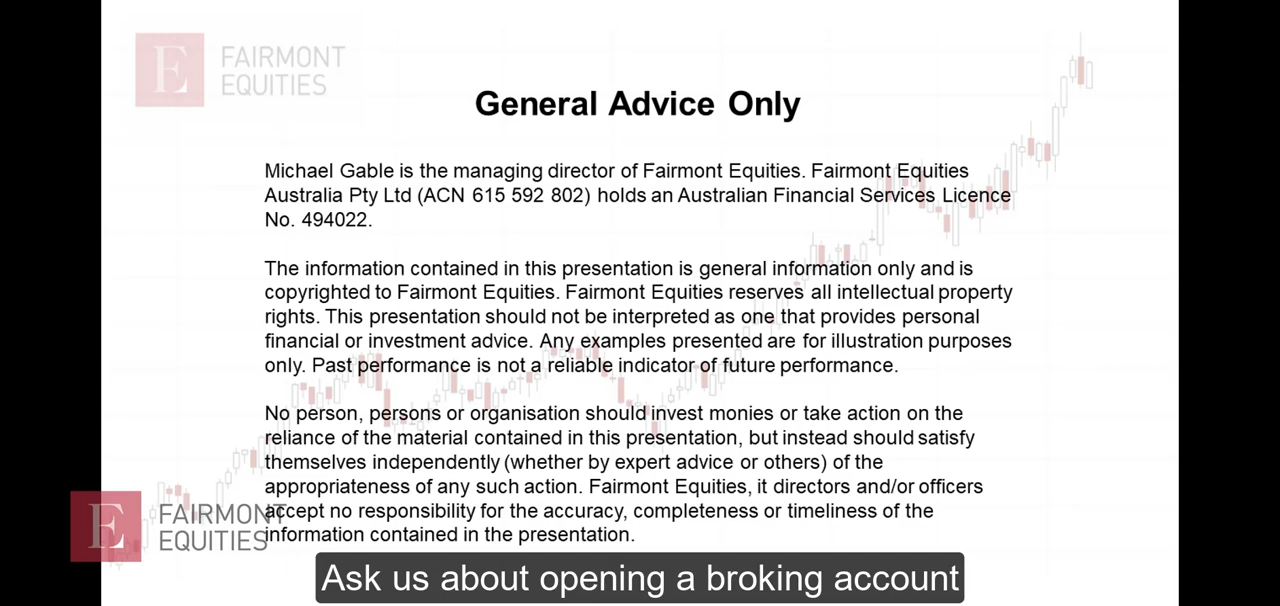 E FAIRMONT
EQUITIES
General Advice Only
Michael Gable is the managing director of Fairmont Equities. Fairmont Equities
Australia Pty Ltd (ACN 615 592 802) holds an Australian Financial Services Licence
No. 494022.
The information contained in this presentation is general information only and is
copyrighted to Fairmont Equities. Fairmont Equities reserves all intellectual property
rights. This presentation should not be interpreted as one that provides personal
financial or investment advice. Any examples presented are for illustration purposes
only. Past performance is not a reliable indicator of future performance.
No person, persons or organisation should invest monies or take action on the
reliance of the material contained in this presentation, but instead should satisfy
themselves independently (whether by expert advice or others) of the
appropriateness of any such action. Fairmont Equities, it directors and/or officers
accept no responsibility for the accuracy, completeness or timeliness of the
information contained in the presentation.
E FAIRMONT
EQUITIES
Ask us about opening a broking account